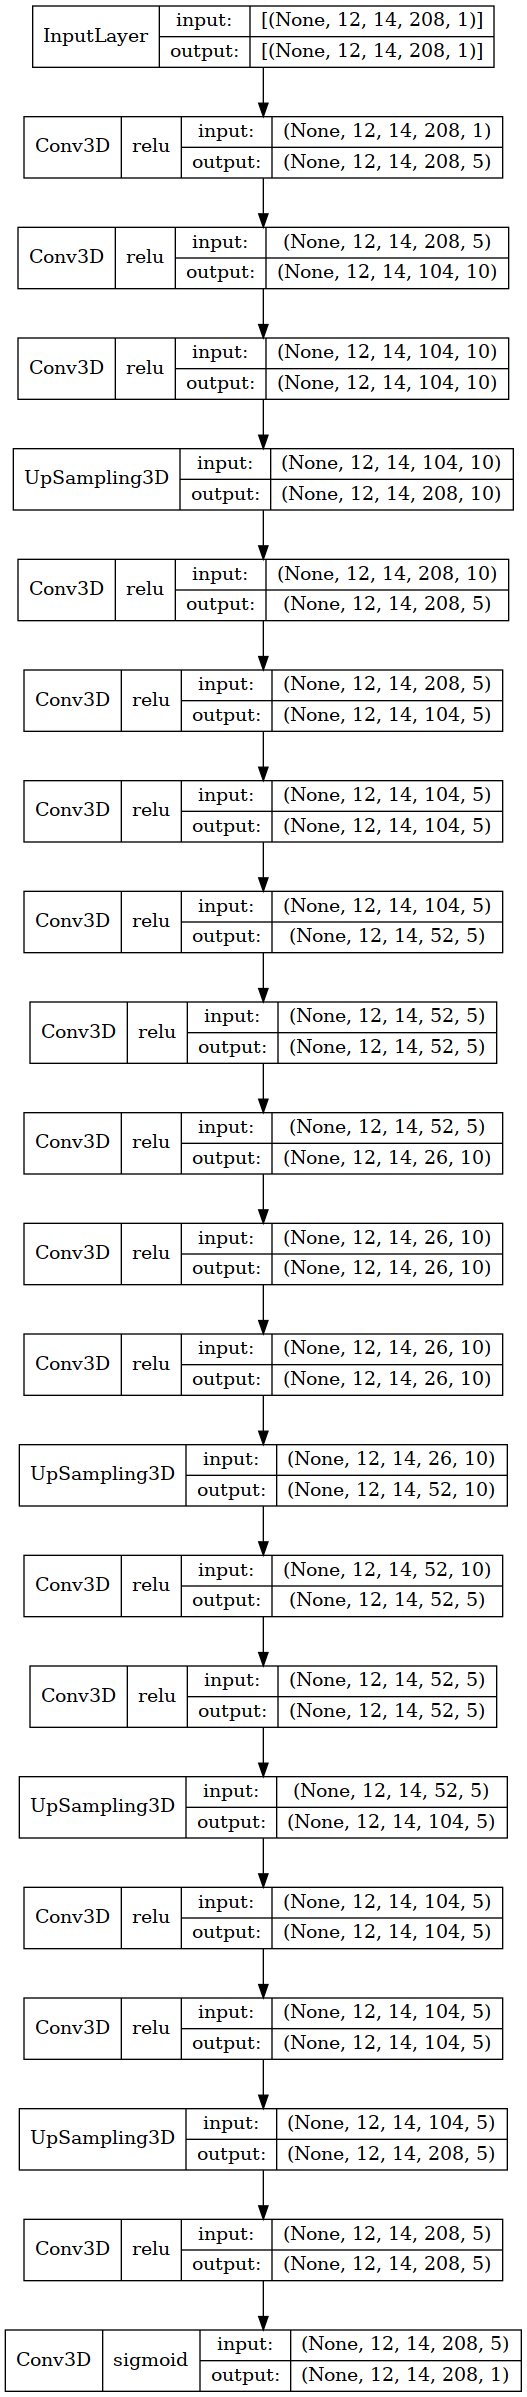 InputLayer
input: [(None, 12, 14, 208, 1)]
output: [(None, 12, 14, 208, 1)]
Conv3D relu
input: (None, 12, 14, 208, 1)
output: (None, 12, 14, 208, 5)
Conv3D relu
input: (None, 12, 14, 208, 5)
output: (None, 12, 14, 104, 10)
Conv3D relu
input: (None, 12, 14, 104, 10)
output: (None, 12, 14, 104, 10)
UpSampling3D
input: (None, 12, 14, 104, 10)
output: (None, 12, 14, 208, 10)
Conv3D relu
input: (None, 12, 14, 208, 10)
output: (None, 12, 14, 208, 5)
Conv3D relu
input: (None, 12, 14, 208, 5)
output: (None, 12, 14, 104, 5)
Conv3D relu
input: (None, 12, 14, 104, 5)
output: (None, 12, 14, 104, 5)
Conv3D relu
input: (None, 12, 14, 104, 5)
output: (None, 12, 14, 52, 5)
Conv3D relu
input: (None, 12, 14, 52, 5)
output: (None, 12, 14, 52, 5)
Conv3D relu
input: (None, 12, 14, 52, 5)
output: (None, 12, 14, 26, 10)
Conv3D relu
input: (None, 12, 14, 26, 10)
output: (None, 12, 14, 26, 10)
Conv3D relu
input: (None, 12, 14, 26, 10)
output: (None, 12, 14, 26, 10)
UpSampling3D
input: (None, 12, 14, 26, 10)
output: (None, 12, 14, 52, 10)
Conv3D relu
input: (None, 12, 14, 52, 10)
output: (None, 12, 14, 52, 5)
Conv3D relu
input: (None, 12, 14, 52, 5)
output: (None, 12, 14, 52, 5)
UpSampling3D
input: (None, 12, 14, 52, 5)
output: (None, 12, 14, 104, 5)
Conv3D relu
input: (None, 12, 14, 104, 5)
output: (None, 12, 14, 104, 5)
Conv3D relu
input: (None, 12, 14, 104, 5)
output: (None, 12, 14, 104, 5)
UpSampling3D
input: (None, 12, 14, 104, 5)
output: (None, 12, 14, 208, 5)
Conv3D relu
input: (None, 12, 14, 208, 5)
output: (None, 12, 14, 208, 5)
Conv3D sigmoid
input: (None, 12, 14, 208, 5)
output: (None, 12, 14, 208, 1)